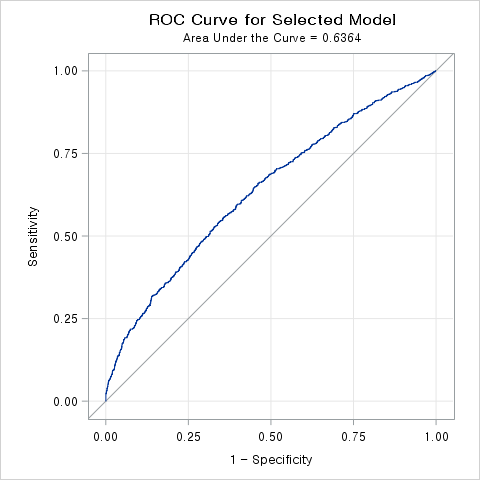 ROC Curve for Selected Model
Area Under the Curve = 0.6364
1.00
0.75
0.50
0.25
0.00
Sensitivity
0.00 0.25 0.50 0.75 1.00
1 − Specificity